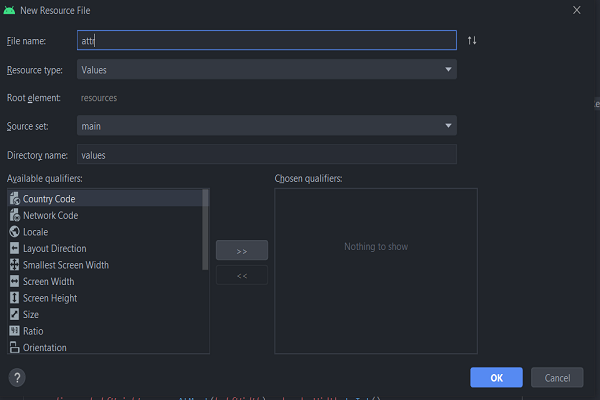 New Resource File
File name: attr
Resource type: Values
Root element: resources
Source set: main
Directory name: values
Available qualifiers: Chosen qualifiers:
Country Code
Network Code
Locale
Layout Direction
Smallest Screen Width
Screen Width
Screen Height
Size
Ratio
Orientation
>>
<<
Nothing to show
?
OK Cancel